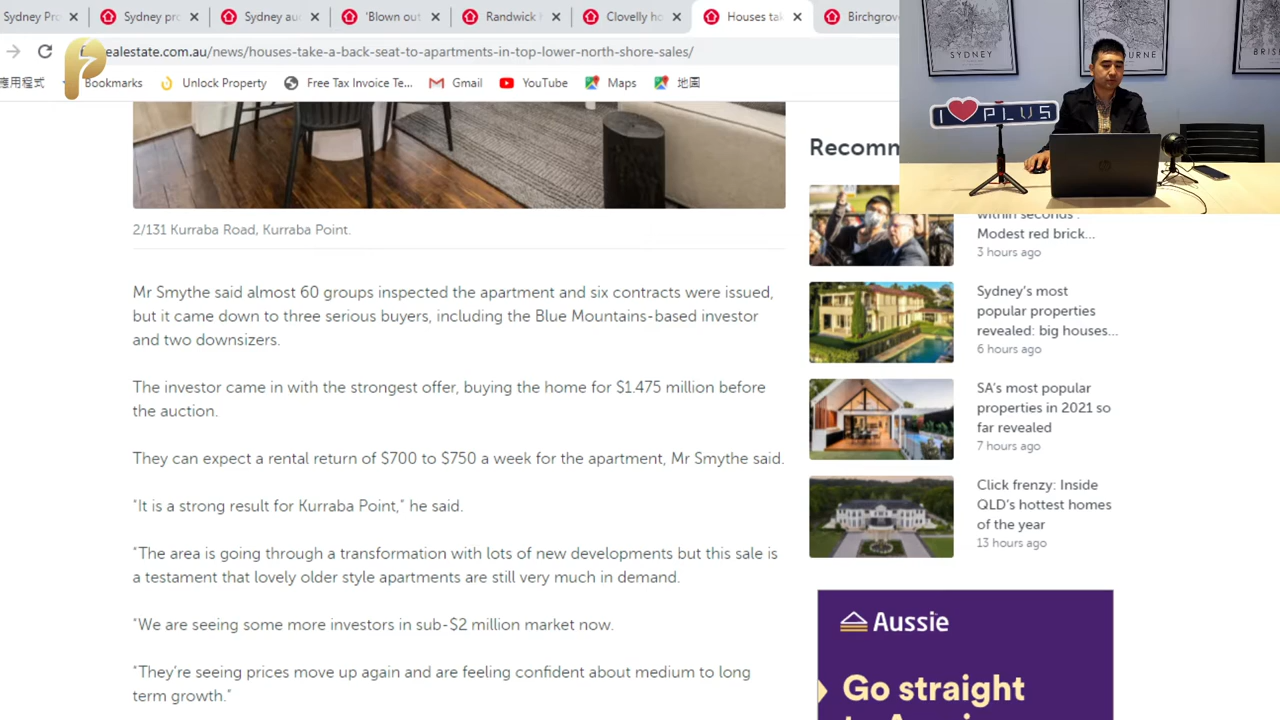 Sydney Pro
Sydney pro
Sydney au
'Blown out
Randwick
Clovelly ho
Houses tak
Birchgrov
realestate.com.au/news/houses-take-a-back-seat-to-apartments-in-top-lower-north-shore-sales/
應用程式
Bookmarks
Unlock Property
Free Tax Invoice Te...
Gmail
YouTube
Maps
地圖
SYDNEY
BOURNE
BRISB
I PLUS
2/131 Kurraba Road, Kurraba Point.
Mr Smythe said almost 60 groups inspected the apartment and six contracts were issued,
but it came down to three serious buyers, including the Blue Mountains-based investor
and two downsizers.
The investor came in with the strongest offer, buying the home for $1.475 million before
the auction.
They can expect a rental return of $700 to $750 a week for the apartment, Mr Smythe said.
“It is a strong result for Kurraba Point,” he said.
“The area is going through a transformation with lots of new developments but this sale is
a testament that lovely older style apartments are still very much in demand.
“We are seeing some more investors in sub-$2 million market now.
“They’re seeing prices move up again and are feeling confident about medium to long
term growth.”
Recomm
within seconds’:
Modest red brick...
3 hours ago
Sydney’s most
popular properties
revealed: big houses...
6 hours ago
SA’s most popular
properties in 2021 so
far revealed
7 hours ago
Click frenzy: Inside
QLD’s hottest homes
of the year
13 hours ago
Aussie
Go straight